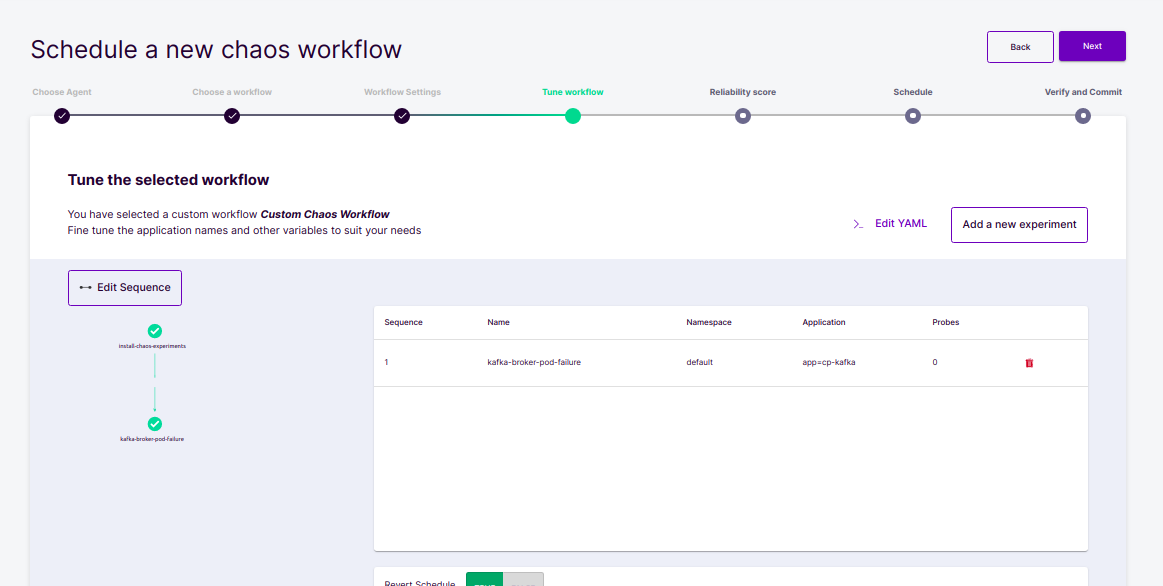 Schedule a new chaos workflow
Back
Next
Choose Agent
Choose a workflow
Workflow Settings
Tune workflow
Reliability score
Schedule
Verify and Commit
Tune the selected workflow
You have selected a custom workflow Custom Chaos Workflow
Fine tune the application names and other variables to suit your needs
>_ Edit YAML
Add a new experiment
Edit Sequence
install-chaos-experiments
kafka-broker-pod-failure
Sequence Name Namespace Application Probes
1 kafka-broker-pod-failure default app=cp-kafka 0
Revert Schedule